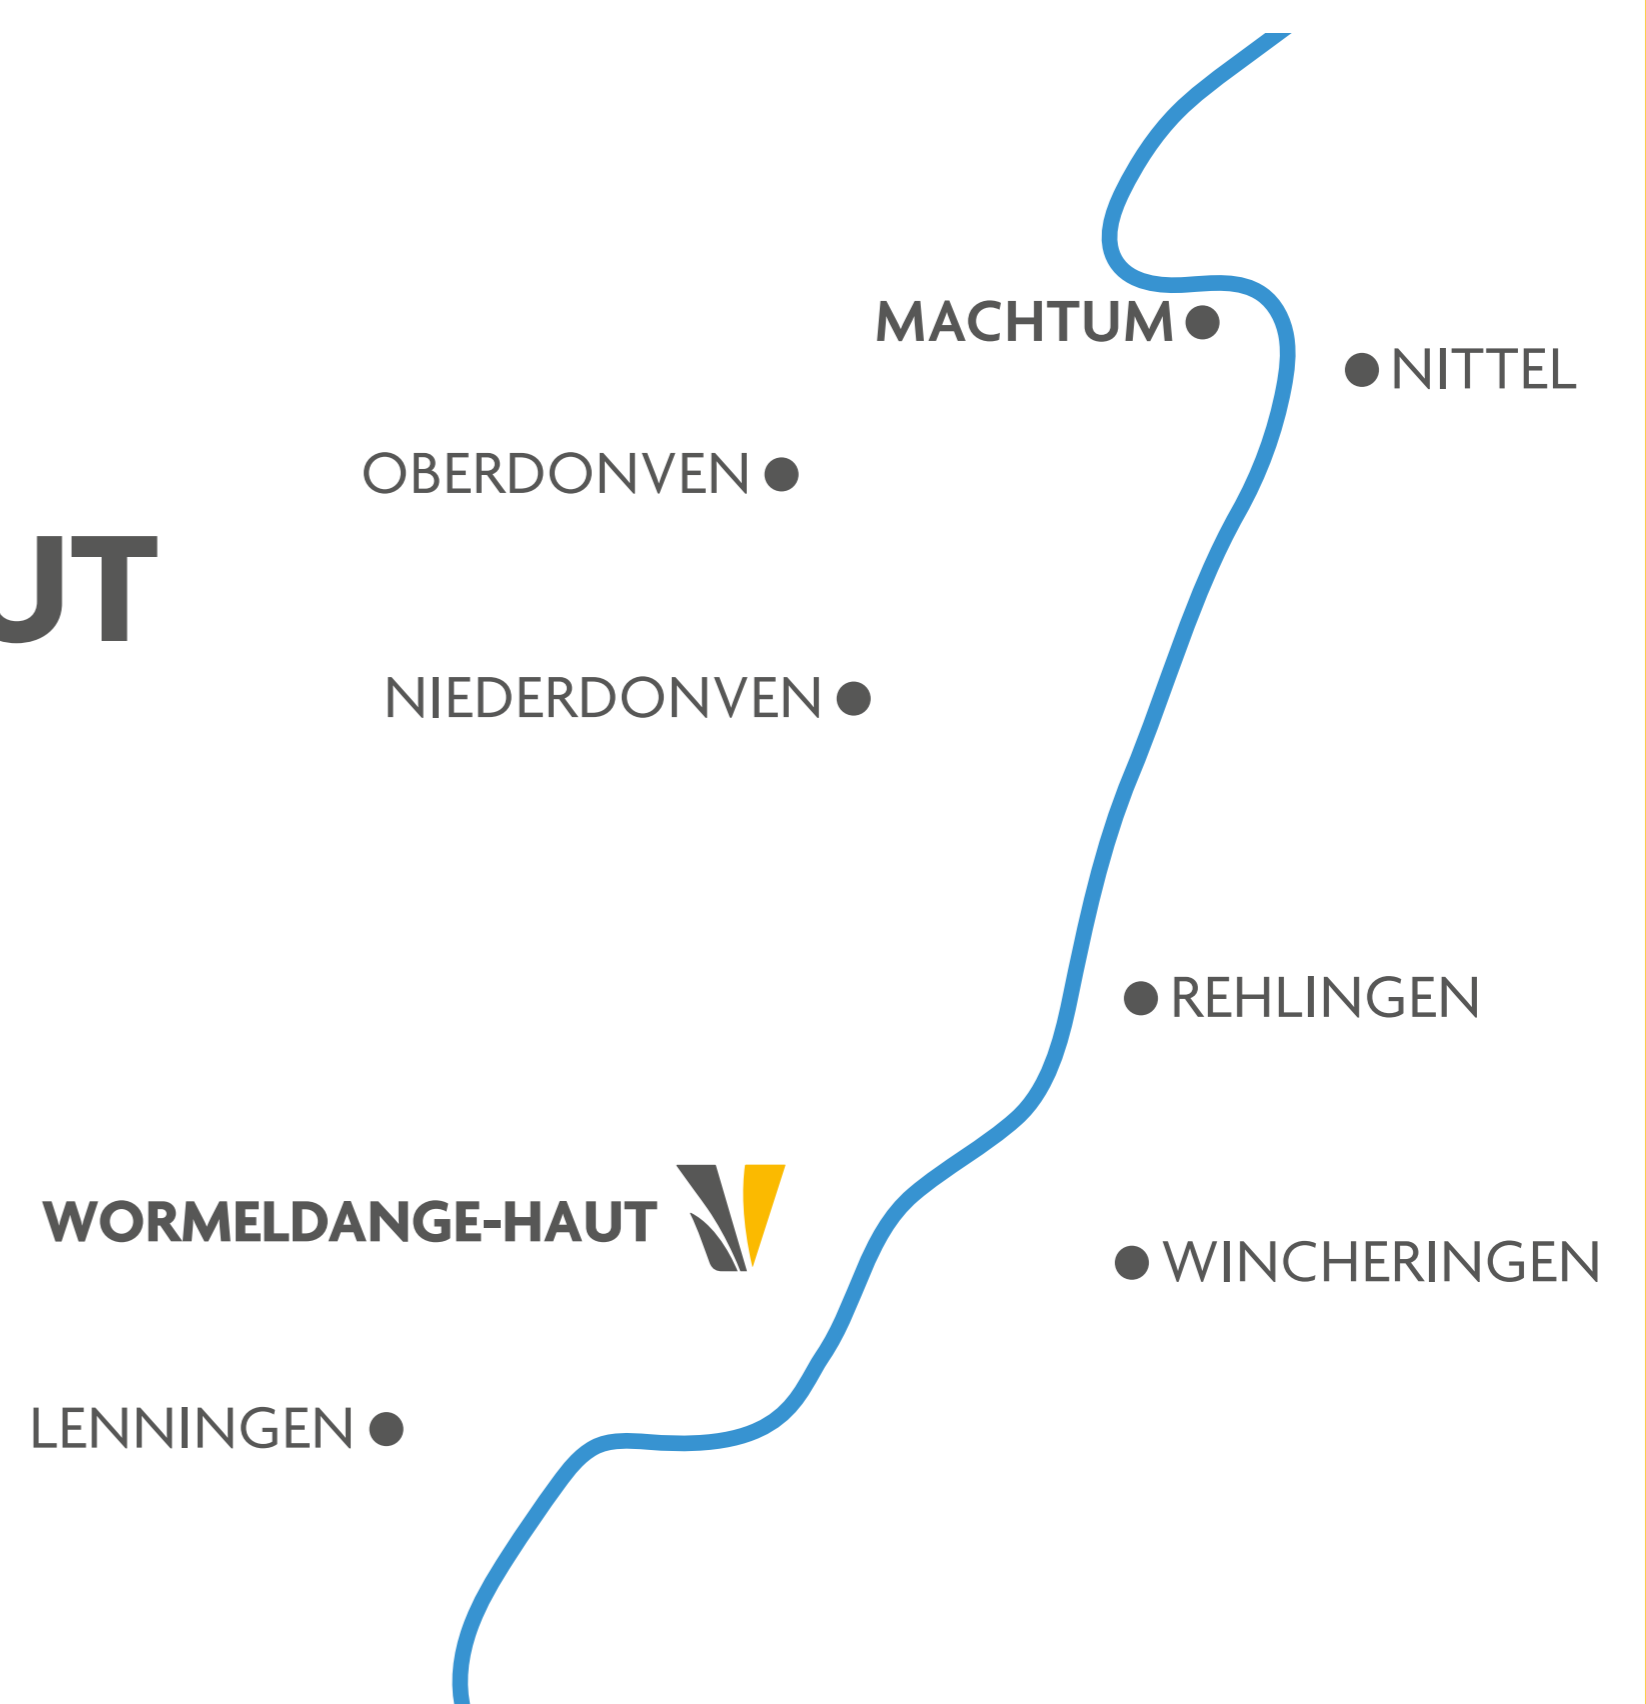 MACHTUM
NITTEL
OBERDONVEN
UT
NIEDERDONVEN
REHLINGEN
WORMELDANGE-HAUT
WINCHERINGEN
LENNINGEN